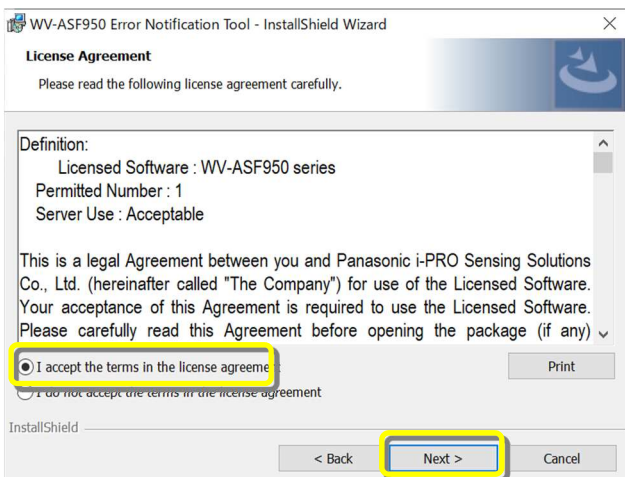 WV-ASF950 Error Notification Tool - InstallShield Wizard
License Agreement
Please read the following license agreement carefully.
Definition:
Licensed Software : WV-ASF950 series
Permitted Number : 1
Server Use : Acceptable
This is a legal Agreement between you and Panasonic i-PRO Sensing Solutions
Co., Ltd. (hereinafter called "The Company") for use of the Licensed Software.
Your acceptance of this Agreement is required to use the Licensed Software.
Please carefully read this Agreement before opening the package (if any)
I accept the terms in the license agreement
Print
I do not accept the terms in the license agreement
InstallShield
< Back
Next >
Cancel